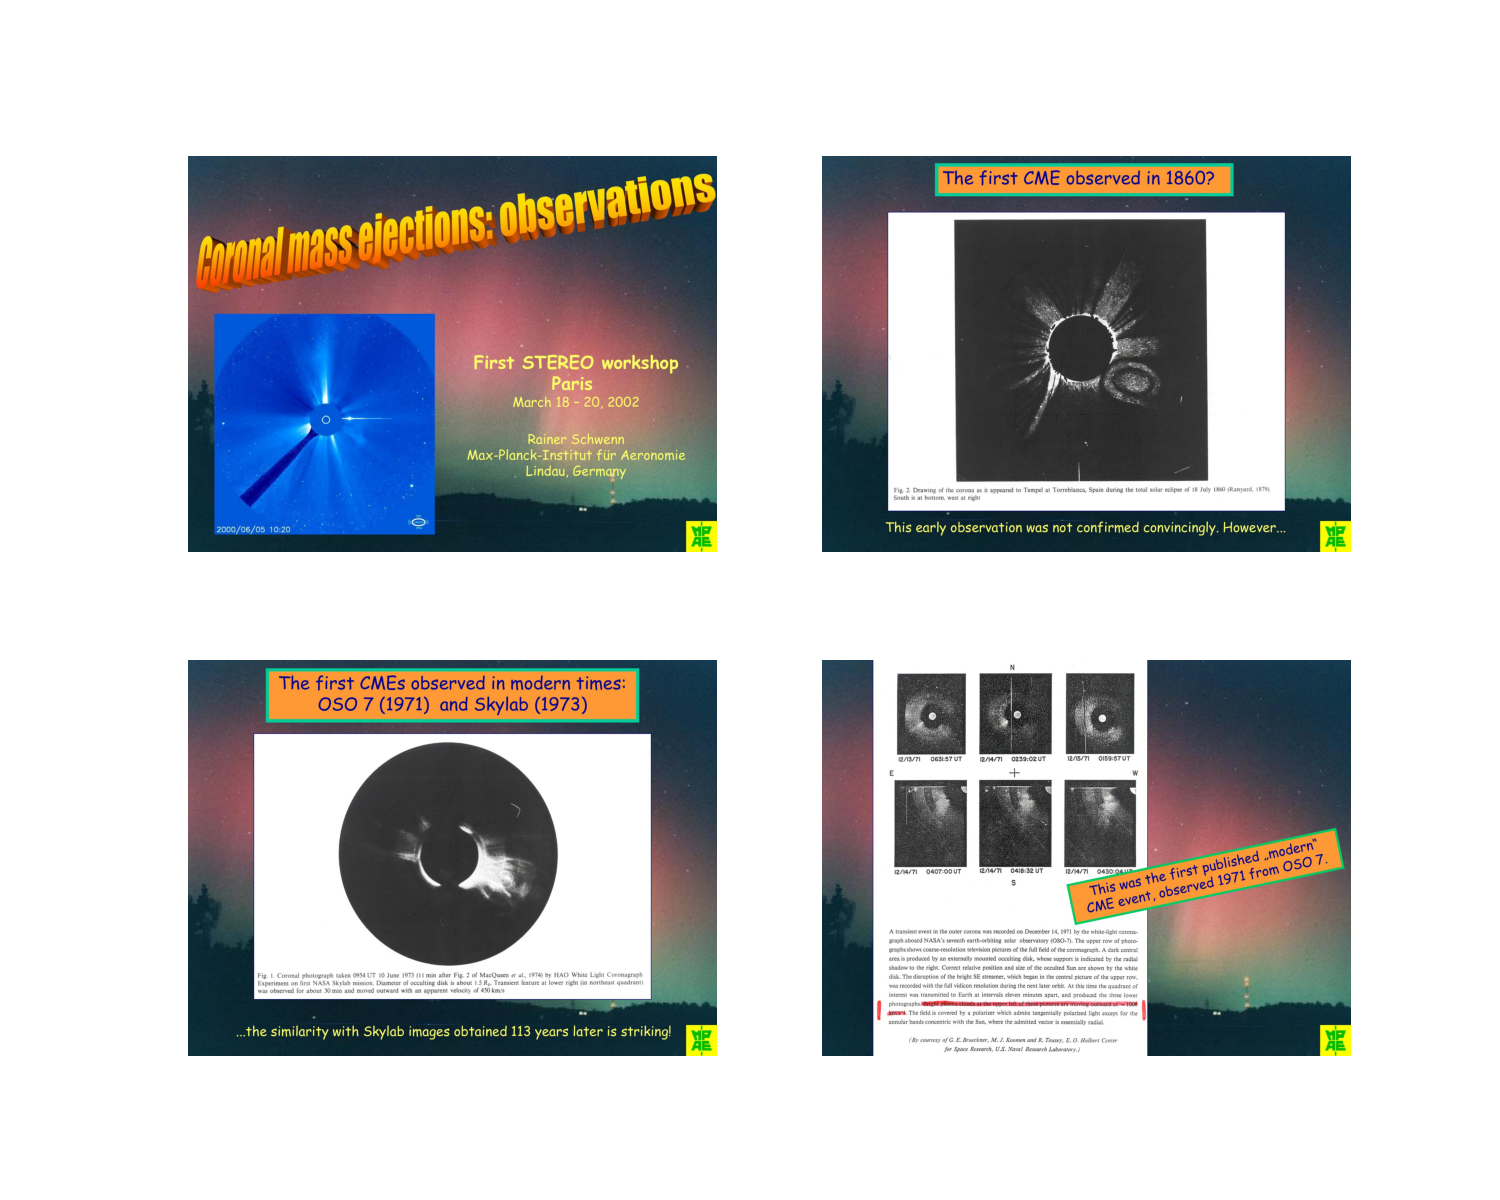 Coronal mass ejections: observations
First STEREO workshop
Paris
March 18 – 20, 2002
Rainer Schwenn
Max-Planck-Institut für Aeronomie
Lindau, Germany
2000/06/05 10:20
MP
AE
The first CME observed in 1860?
Fig. 2. Drawing of the corona as it appeared to Tempel at Torreblanca, Spain during the total solar eclipse of 18 July 1860 (Ranyard, 1879).
South is at bottom, west at right
This early observation was not confirmed convincingly. However...
MP
AE
The first CMEs observed in modern times:
OSO 7 (1971) and Skylab (1973)
Fig. 1. Coronal photograph taken 0954 UT 10 June 1973 (11 min after Fig. 2 of MacQueen et al., 1974) by HAO White Light Coronagraph
Experiment on first NASA Skylab mission. Diameter of occulting disk is about 1.5 R₀. Transient feature at lower right (in northeast quadrant)
was observed for about 30 min and moved outward with an apparent velocity of 450 km/s
...the similarity with Skylab images obtained 113 years later is striking!
MP
AE
N
12/13/71 0631:57 UT 12/14/71 0239:02 UT 12/15/71 0159:57 UT
E W
12/14/71 0407:00 UT 12/14/71 0418:32 UT 12/14/71 0430:04 UT
S
This was the first published „modern“
CME event, observed 1971 from OSO 7.
A transient event in the outer corona was recorded on December 14, 1971 by the white-light corona-
graph aboard NASA's seventh earth-orbiting solar observatory (OSO-7). The upper row of photo-
graphs shows coarse-resolution television pictures of the full field of the coronagraph. A dark central
area is produced by an externally mounted occulting disk, whose support is indicated by the radial
shadow to the right. Correct relative position and size of the occulted Sun are shown by the white
disk. The disruption of the bright SE streamer, which began in the central picture of the upper row,
was recorded with the full vidicon resolution during the next later orbit. At this time the quadrant of
interest was transmitted to Earth at intervals eleven minutes apart, and produced the three lower
photographs. Bright plasma clouds at the upper left of these pictures are moving outward at ≈1000
km s⁻¹. The field is covered by a polarizer which admits tangentially polarized light except for the
annular bands concentric with the Sun, where the admitted vector is essentially radial.
(By courtesy of G. E. Brueckner, M. J. Koomen and R. Tousey, E. O. Hulburt Center
for Space Research, U.S. Naval Research Laboratory.)
MP
AE